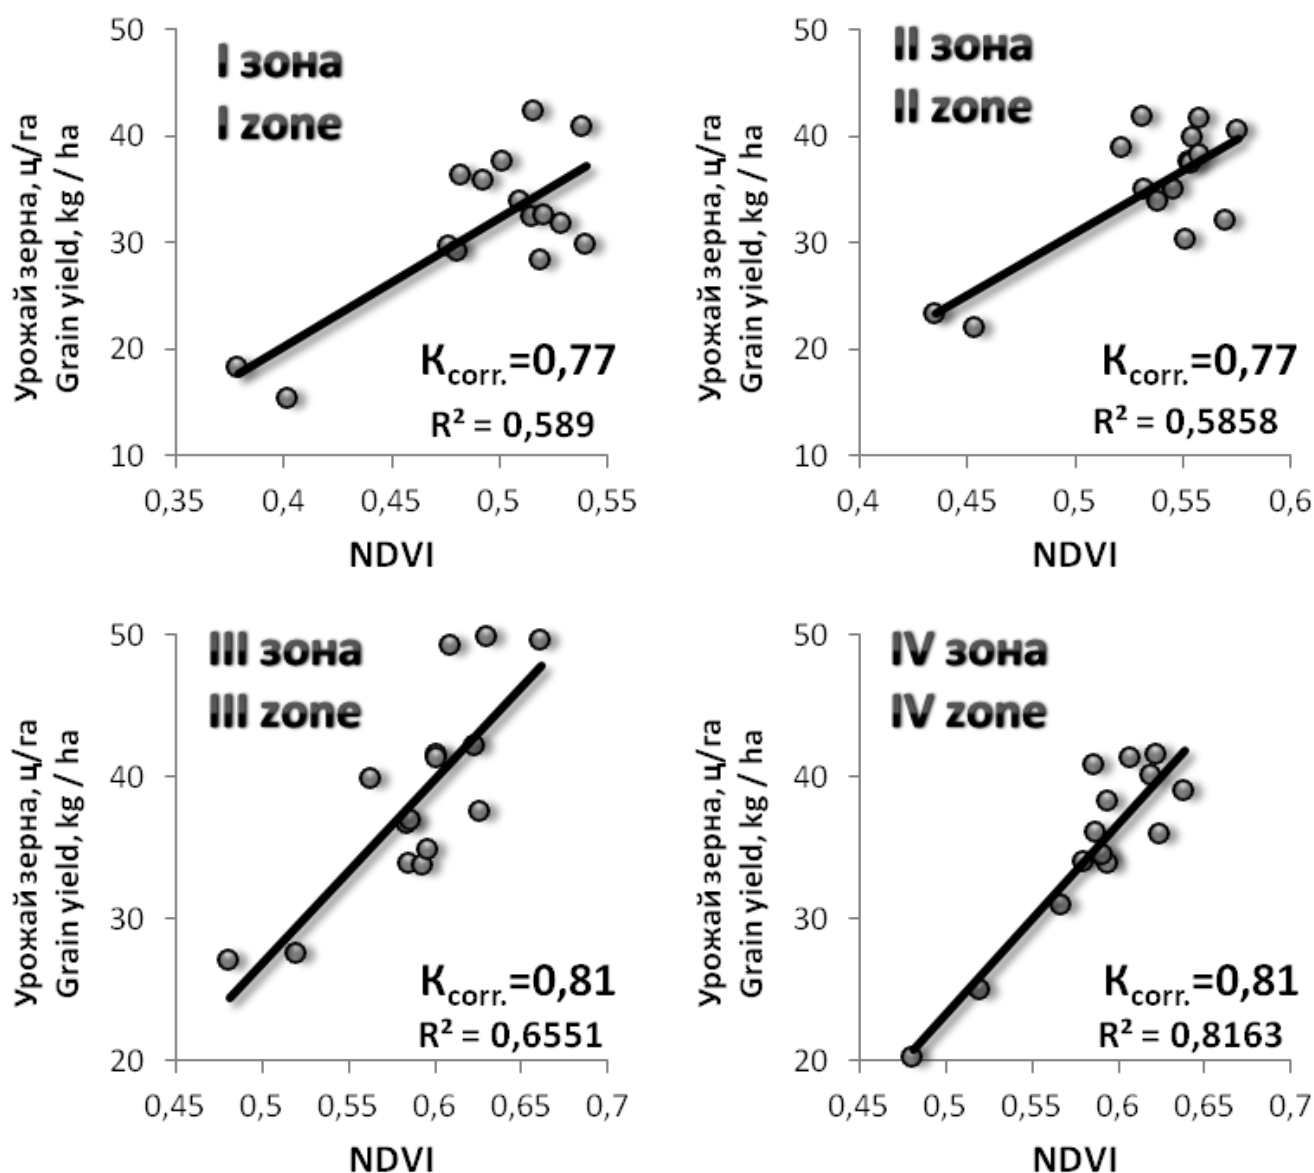 I зона
I zone
Урожай зерна, ц/га
Grain yield, kg / ha
50
40
30
20
10
K corr.=0,77
R² = 0,589
0,35 0,4 0,45 0,5 0,55
NDVI
II зона
II zone
Урожай зерна, ц/га
Grain yield, kg / ha
50
40
30
20
10
K corr.=0,77
R² = 0,5858
0,4 0,45 0,5 0,55 0,6
NDVI
III зона
III zone
Урожай зерна, ц/га
Grain yield, kg / ha
50
40
30
20
K corr.=0,81
R² = 0,6551
0,45 0,5 0,55 0,6 0,65 0,7
NDVI
IV зона
IV zone
Урожай зерна, ц/га
Grain yield, kg / ha
50
40
30
20
K corr.=0,81
R² = 0,8163
0,45 0,5 0,55 0,6 0,65 0,7
NDVI